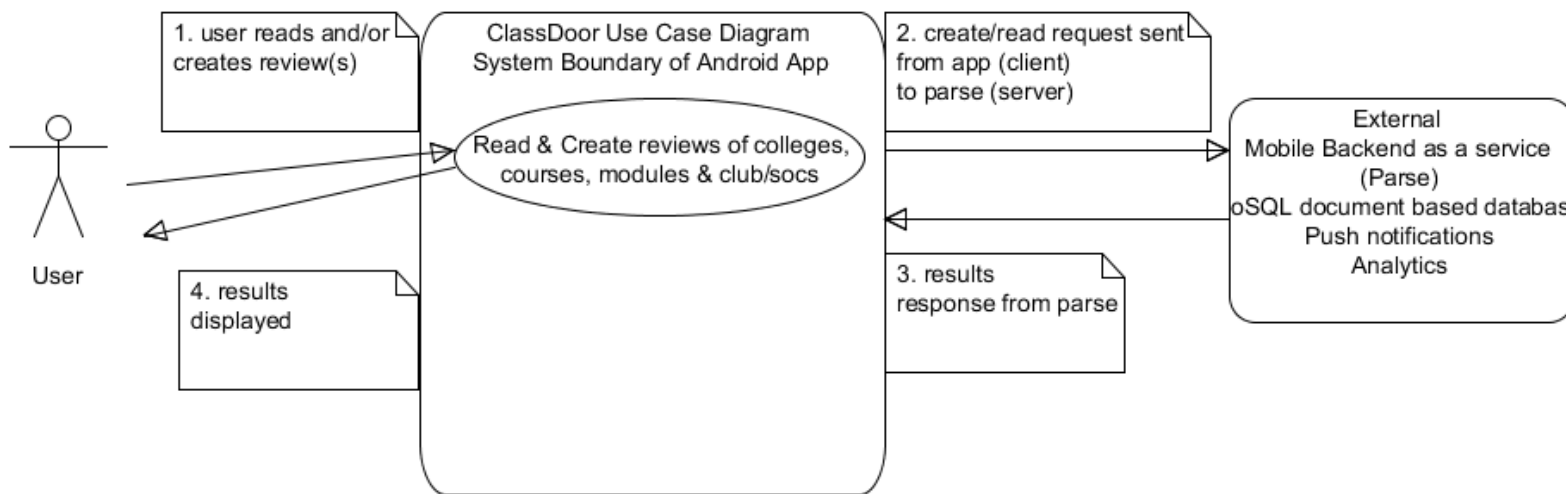 1. user reads and/or
creates review(s)
ClassDoor Use Case Diagram
System Boundary of Android App
2. create/read request sent
from app (client)
to parse (server)
Read & Create reviews of colleges,
courses, modules & club/socs
External
Mobile Backend as a service
(Parse)
oSQL document based databas
Push notifications
Analytics
User
4. results
displayed
3. results
response from parse